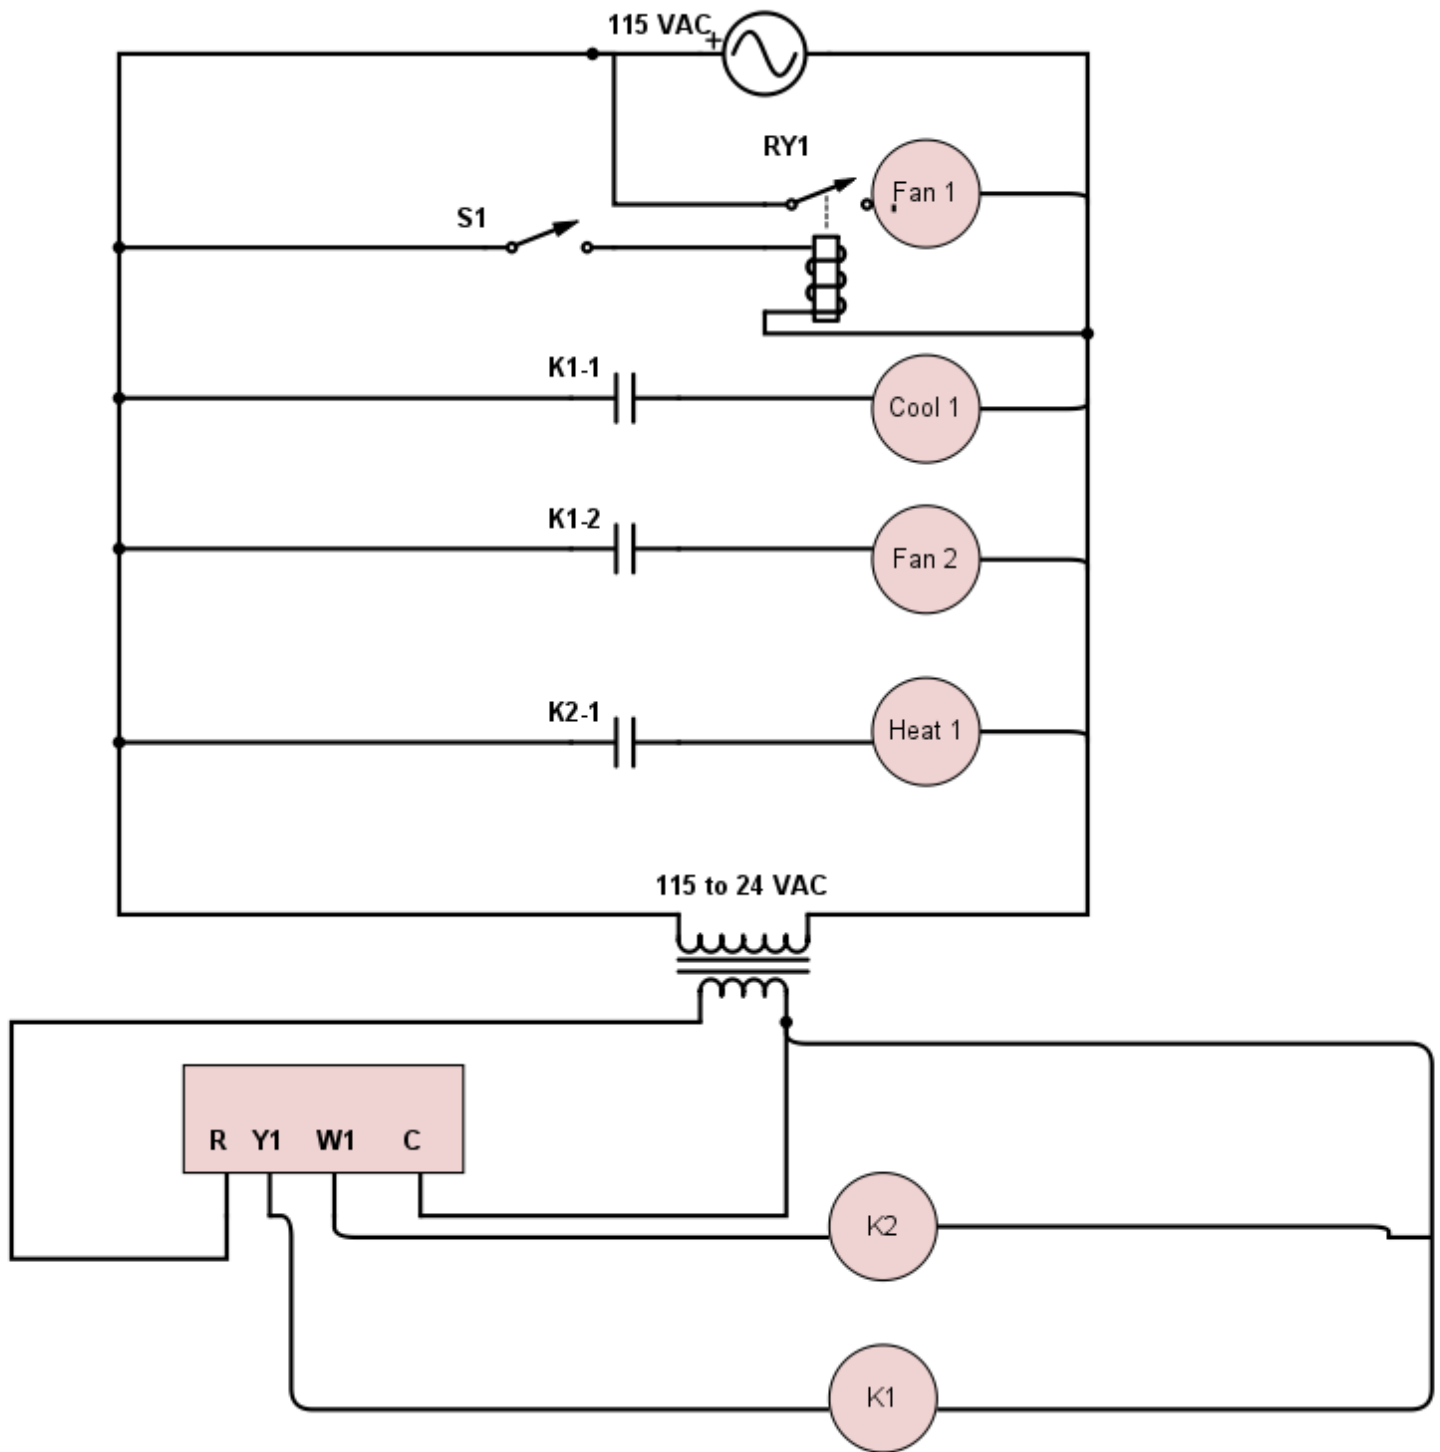 115 VAC
+
RY1
Fan 1
S1
K1-1
Cool 1
K1-2
Fan 2
K2-1
Heat 1
115 to 24 VAC
R Y1 W1 C
K2
K1